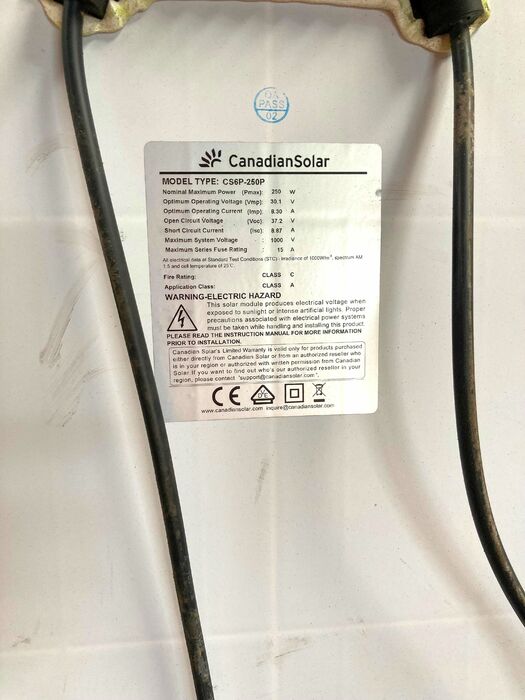 QA
PASS
02
CanadianSolar
MODEL TYPE: CS6P-250P
Nominal Maximum Power (Pmax): 250 W
Optimum Operating Voltage (Vmp): 30.1 V
Optimum Operating Current (Imp): 8.30 A
Open Circuit Voltage (Voc): 37.2 V
Short Circuit Current (Isc): 8.87 A
Maximum System Voltage : 1000 V
Maximum Series Fuse Rating : 15 A
All electrical data at Standard Test Conditions (STC) : Irradiance of 1000W/m², spectrum AM
1.5 and cell temperature of 25°C
Fire Rating: CLASS C
Application Class: CLASS A
WARNING-ELECTRIC HAZARD
This solar module produces electrical voltage when
exposed to sunlight or intense artificial lights. Proper
precautions associated with electrical power systems
must be taken while handling and installing this product.
PLEASE READ THE INSTRUCTION MANUAL FOR MORE INFORMATION
PRIOR TO INSTALLATION.
Canadian Solar's Limited Warranty is valid only for products purchased
either directly from Canadian Solar or from an authorized reseller who
is in your region or authorized with written permission from Canadian
Solar. If you want to find out who's our authorized reseller in your
region, please contact "support@canadiansolar.com".
CE
www.canadiansolar.com inquire@canadiansolar.com